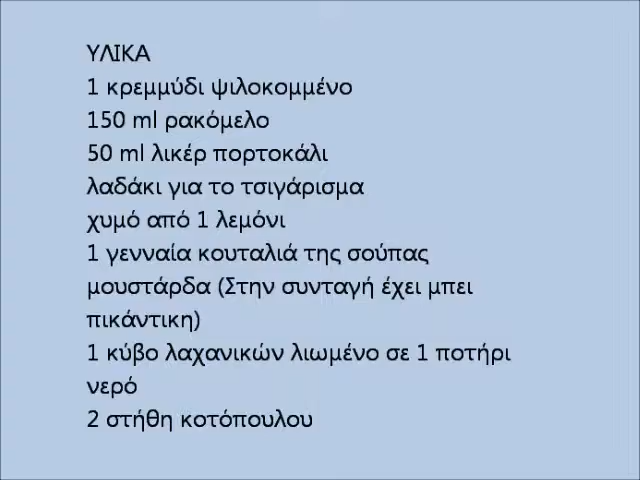 ΥΛΙΚΑ
1 κρεμμύδι ψιλοκομμένο
150 ml ρακόμελο
50 ml λικέρ πορτοκάλι
λαδάκι για το τσιγάρισμα
χυμό από 1 λεμόνι
1 γενναία κουταλιά της σούπας
μουστάρδα (Στην συνταγή έχει μπει
πικάντικη)
1 κύβο λαχανικών λιωμένο σε 1 ποτήρι
νερό
2 στήθη κοτόπουλου